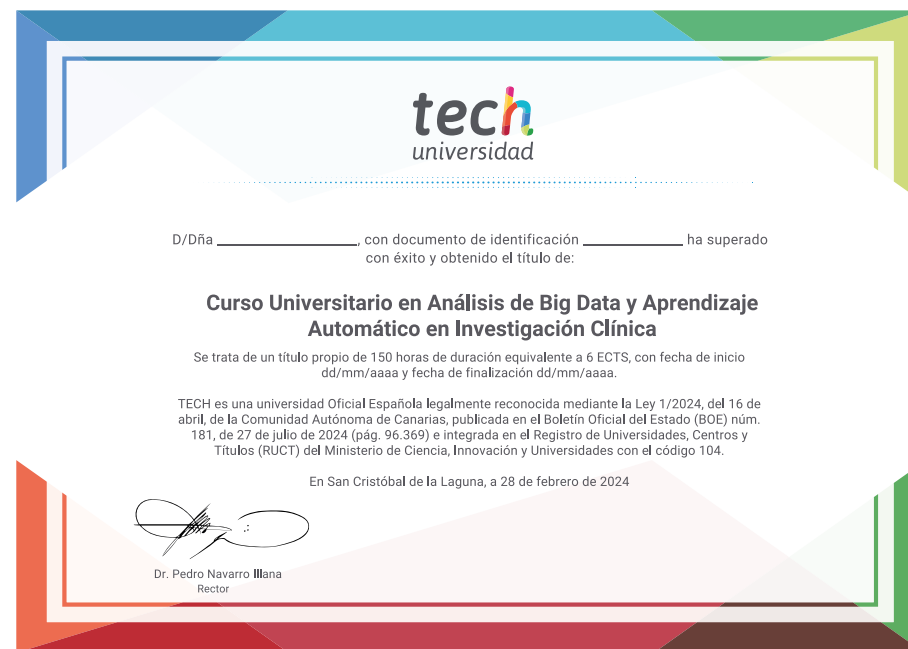 tech
universidad
D/Dña ________________, con documento de identificación ____________ ha superado
con éxito y obtenido el título de:
Curso Universitario en Análisis de Big Data y Aprendizaje
Automático en Investigación Clínica
Se trata de un título propio de 150 horas de duración equivalente a 6 ECTS, con fecha de inicio
dd/mm/aaaa y fecha de finalización dd/mm/aaaa.
TECH es una universidad Oficial Española legalmente reconocida mediante la Ley 1/2024, del 16 de
abril, de la Comunidad Autónoma de Canarias, publicada en el Boletín Oficial del Estado (BOE) núm.
181, de 27 de julio de 2024 (pág. 96.369) e integrada en el Registro de Universidades, Centros y
Títulos (RUCT) del Ministerio de Ciencia, Innovación y Universidades con el código 104.
En San Cristóbal de la Laguna, a 28 de febrero de 2024
Dr. Pedro Navarro Illana
Rector